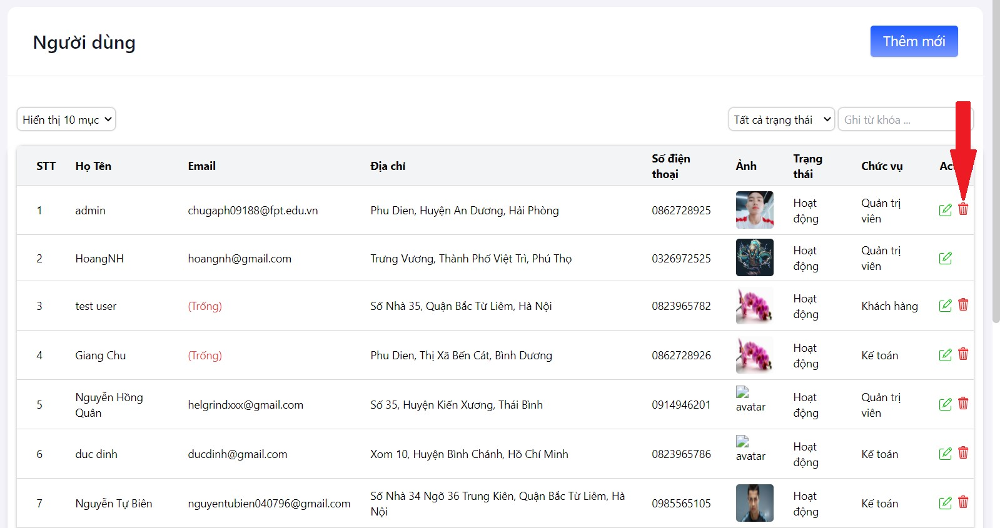 Người dùng
Thêm mới
Hiển thị 10 mục
Tất cả trạng thái
Ghi từ khóa ...
STT Họ Tên Email Địa chỉ Số điện thoại Ảnh Trạng thái Chức vụ
1 admin chugaph09188@fpt.edu.vn Phu Dien, Huyện An Dương, Hải Phòng 0862728925 Hoạt động Quản trị viên
2 HoangNH hoangnh@gmail.com Trưng Vương, Thành Phố Việt Trì, Phú Thọ 0326972525 Hoạt động Quản trị viên
3 test user (Trống) Số Nhà 35, Quận Bắc Từ Liêm, Hà Nội 0823965782 Hoạt động Khách hàng
4 Giang Chu (Trống) Phu Dien, Thị Xã Bến Cát, Bình Dương 0862728926 Hoạt động Kế toán
5 Nguyễn Hồng Quân helgrindxxx@gmail.com Số 35, Huyện Kiến Xương, Thái Bình 0914946201 avatar Hoạt động Quản trị viên
6 duc dinh ducdinh@gmail.com Xom 10, Huyện Bình Chánh, Hồ Chí Minh 0823965786 avatar Hoạt động Kế toán
7 Nguyễn Tự Biên nguyentubien040796@gmail.com Số Nhà 34 Ngõ 36 Trung Kiên, Quận Bắc Từ Liêm, Hà Nội 0985565105 Hoạt động Kế toán